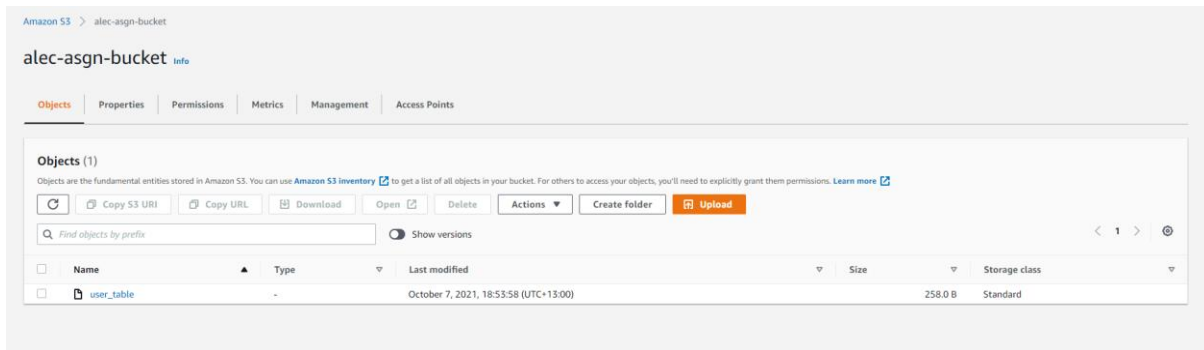 Amazon S3 > alec-asgn-bucket
alec-asgn-bucket Info
Objects Properties Permissions Metrics Management Access Points
Objects (1)
Objects are the fundamental entities stored in Amazon S3. You can use Amazon S3 inventory to get a list of all objects in your bucket. For others to access your objects, you'll need to explicitly grant them permissions. Learn more
Copy S3 URI Copy URL Download Open Delete Actions Create folder Upload
Find objects by prefix Show versions < 1 >
Name Type Last modified Size Storage class
user_table - October 7, 2021, 18:53:58 (UTC+13:00) 258.0 B Standard